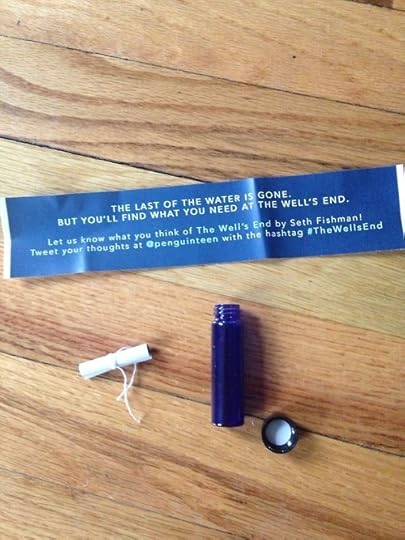 THE LAST OF THE WATER IS GONE.
BUT YOU'LL FIND WHAT YOU NEED AT THE WELL'S END.
Let us know what you think of The Well's End by Seth Fishman!
Tweet your thoughts at @penguinteen with the hashtag #TheWellsEnd